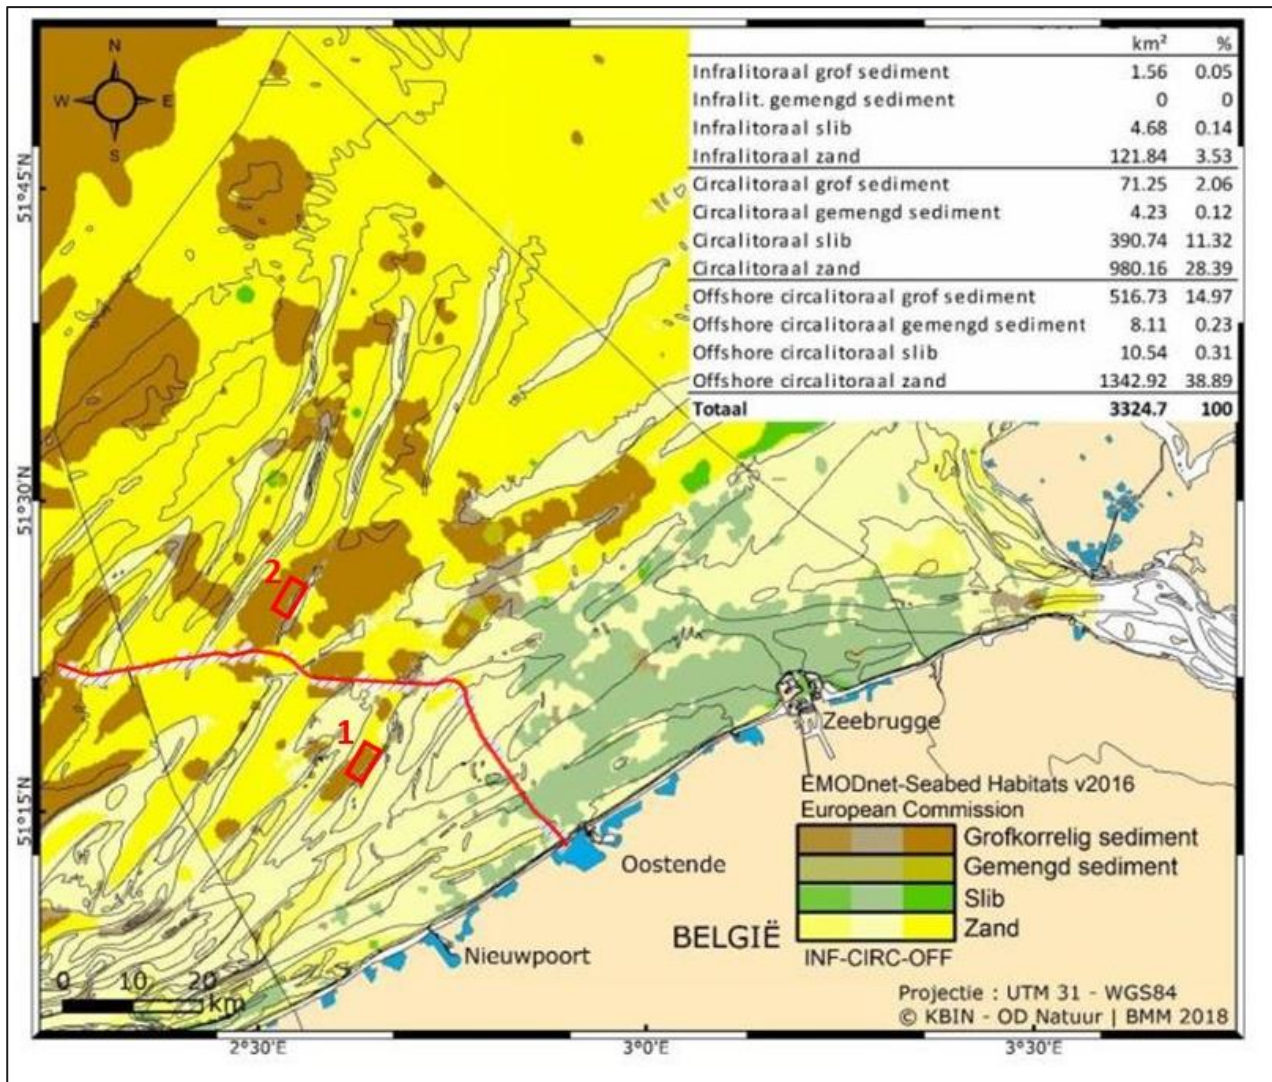 km² %
Infralitoraal grof sediment 1.56 0.05
Infralit. gemengd sediment 0 0
Infralitoraal slib 4.68 0.14
Infralitoraal zand 121.84 3.53
Circalitoraal grof sediment 71.25 2.06
Circalitoraal gemengd sediment 4.23 0.12
Circalitoraal slib 390.74 11.32
Circalitoraal zand 980.16 28.39
Offshore circalitoraal grof sediment 516.73 14.97
Offshore circalitoraal gemengd sediment 8.11 0.23
Offshore circalitoraal slib 10.54 0.31
Offshore circalitoraal zand 1342.92 38.89
Totaal 3324.7 100
N
W E
S
51°45'N
51°30'N
51°15'N
2
1
Zeebrugge
Oostende
Nieuwpoort
BELGIË
EMODnet-Seabed Habitats v2016
European Commission
Grofkorrelig sediment
Gemengd sediment
Slib
Zand
INF-CIRC-OFF
0 10 20
km
Projectie : UTM 31 - WGS84
© KBIN - OD Natuur | BMM 2018
2°30'E 3°0'E 3°30'E